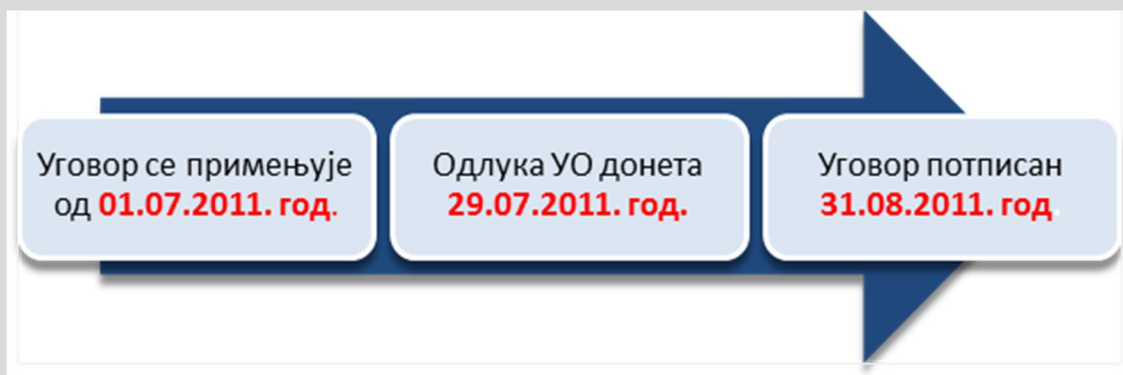 Уговор се примењује
од 01.07.2011. год.
Одлука УО донета
29.07.2011. год.
Уговор потписан
31.08.2011. год.